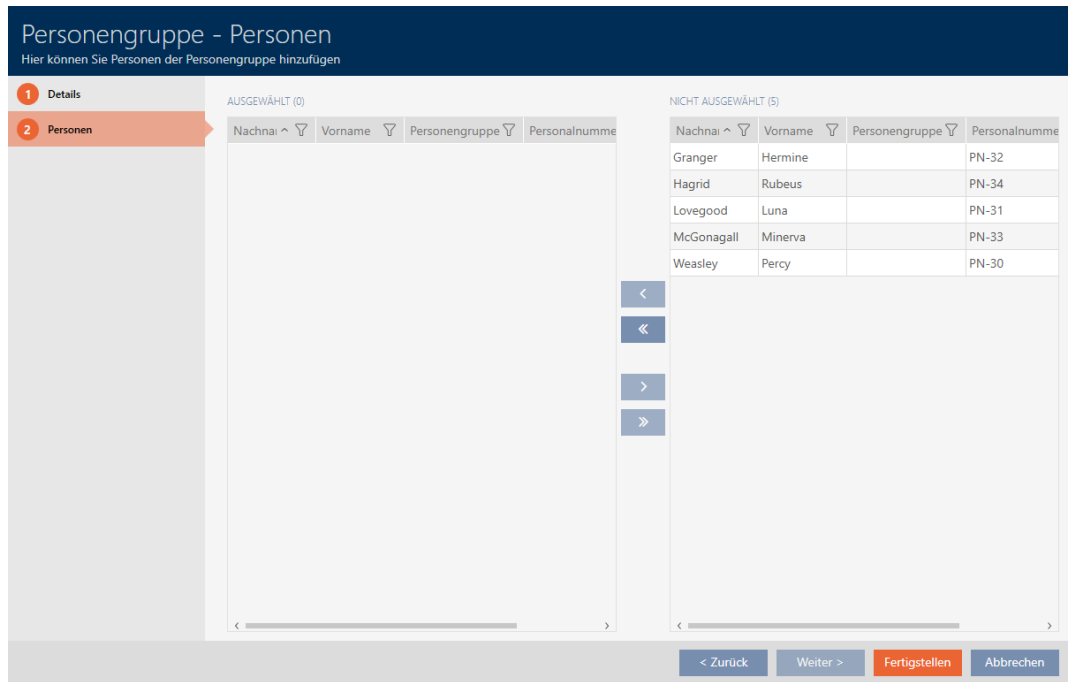 Personengruppe - Personen
Hier können Sie Personen der Personengruppe hinzufügen
1 Details
2 Personen
AUSGEWÄHLT (0)
Nachnai Vorname Personengruppe Personalnumme
NICHT AUSGEWÄHLT (5)
Nachnai Vorname Personengruppe Personalnumme
Granger Hermine PN-32
Hagrid Rubeus PN-34
Lovegood Luna PN-31
McGonagall Minerva PN-33
Weasley Percy PN-30
< Zurück Weiter > Fertigstellen Abbrechen